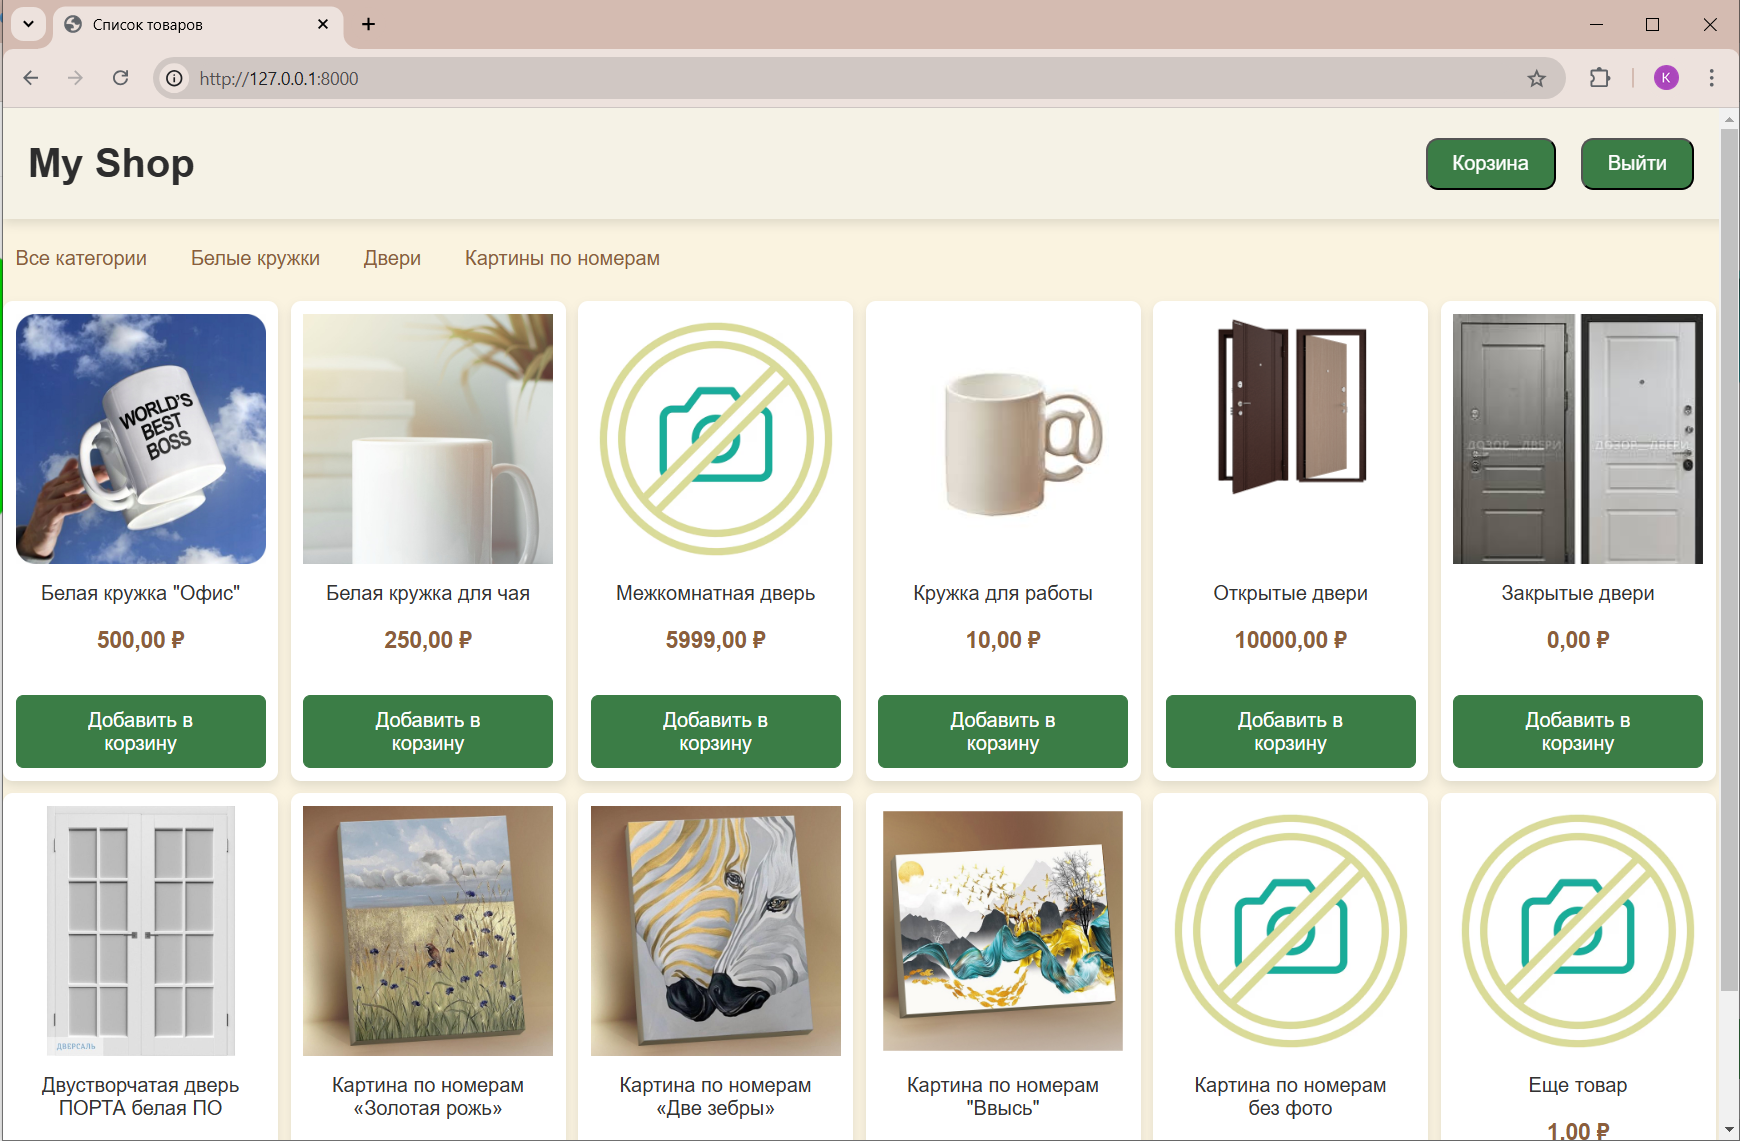 Список товаров
http://127.0.0.1:8000
K
My Shop
Корзина
Выйти
Все категории
Белые кружки
Двери
Картины по номерам
WORLD'S
BEST
BOSS
ДОЗОР_ДВЕРИ
ДОЗОР_ДВЕРИ
Белая кружка "Офис"
500,00 ₽
Добавить в
корзину
Белая кружка для чая
250,00 ₽
Добавить в
корзину
Межкомнатная дверь
5999,00 ₽
Добавить в
корзину
Кружка для работы
10,00 ₽
Добавить в
корзину
Открытые двери
10000,00 ₽
Добавить в
корзину
Закрытые двери
0,00 ₽
Добавить в
корзину
ДВЕРСАЛЬ
Двустворчатая дверь
ПОРТА белая ПО
Картина по номерам
«Золотая рожь»
Картина по номерам
«Две зебры»
Картина по номерам
"Ввысь"
Картина по номерам
без фото
Еще товар
1,00 ₽